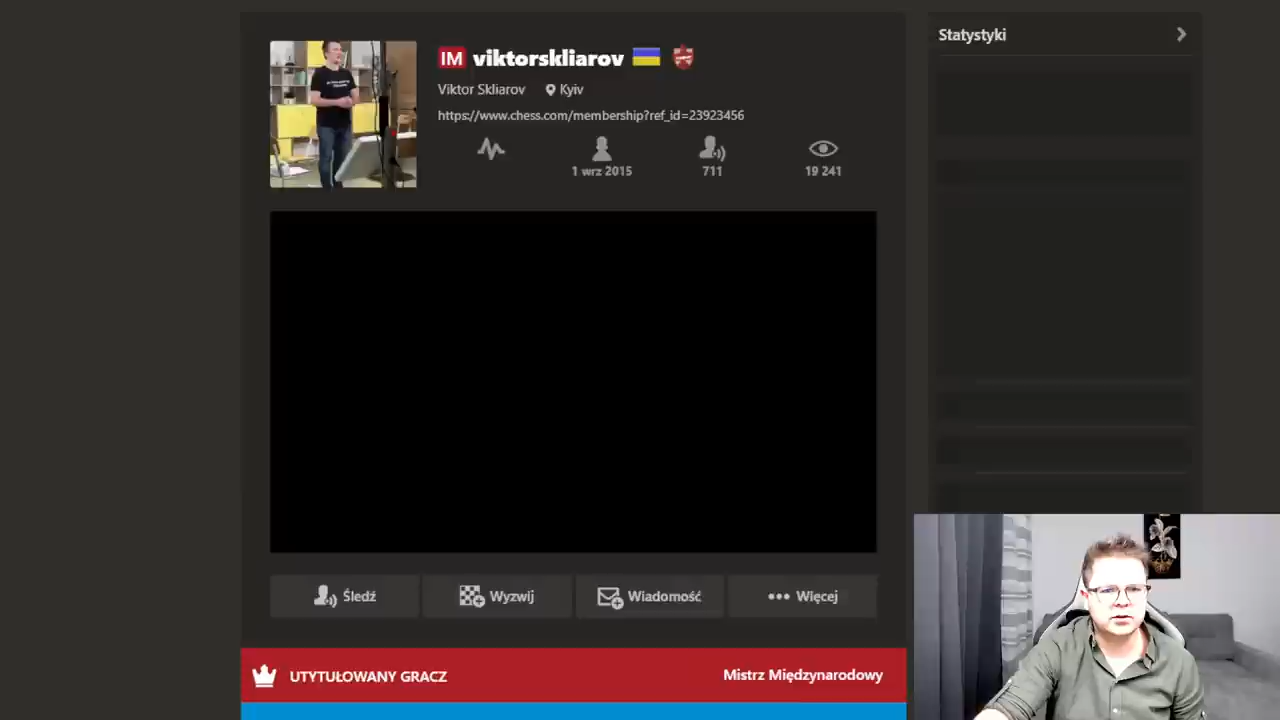 IM viktorskliarov
Viktor Skliarov Kyiv
https://www.chess.com/membership?ref_id=23923456
1 wrz 2015 711 19 241
Śledź Wyzwij Wiadomość Więcej
UTYTUŁOWANY GRACZ Mistrz Międzynarodowy
Statystyki